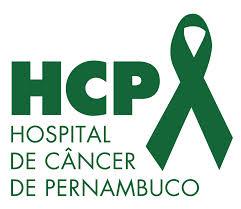 HCP
HOSPITAL
DE CÂNCER
DE PERNAMBUCO